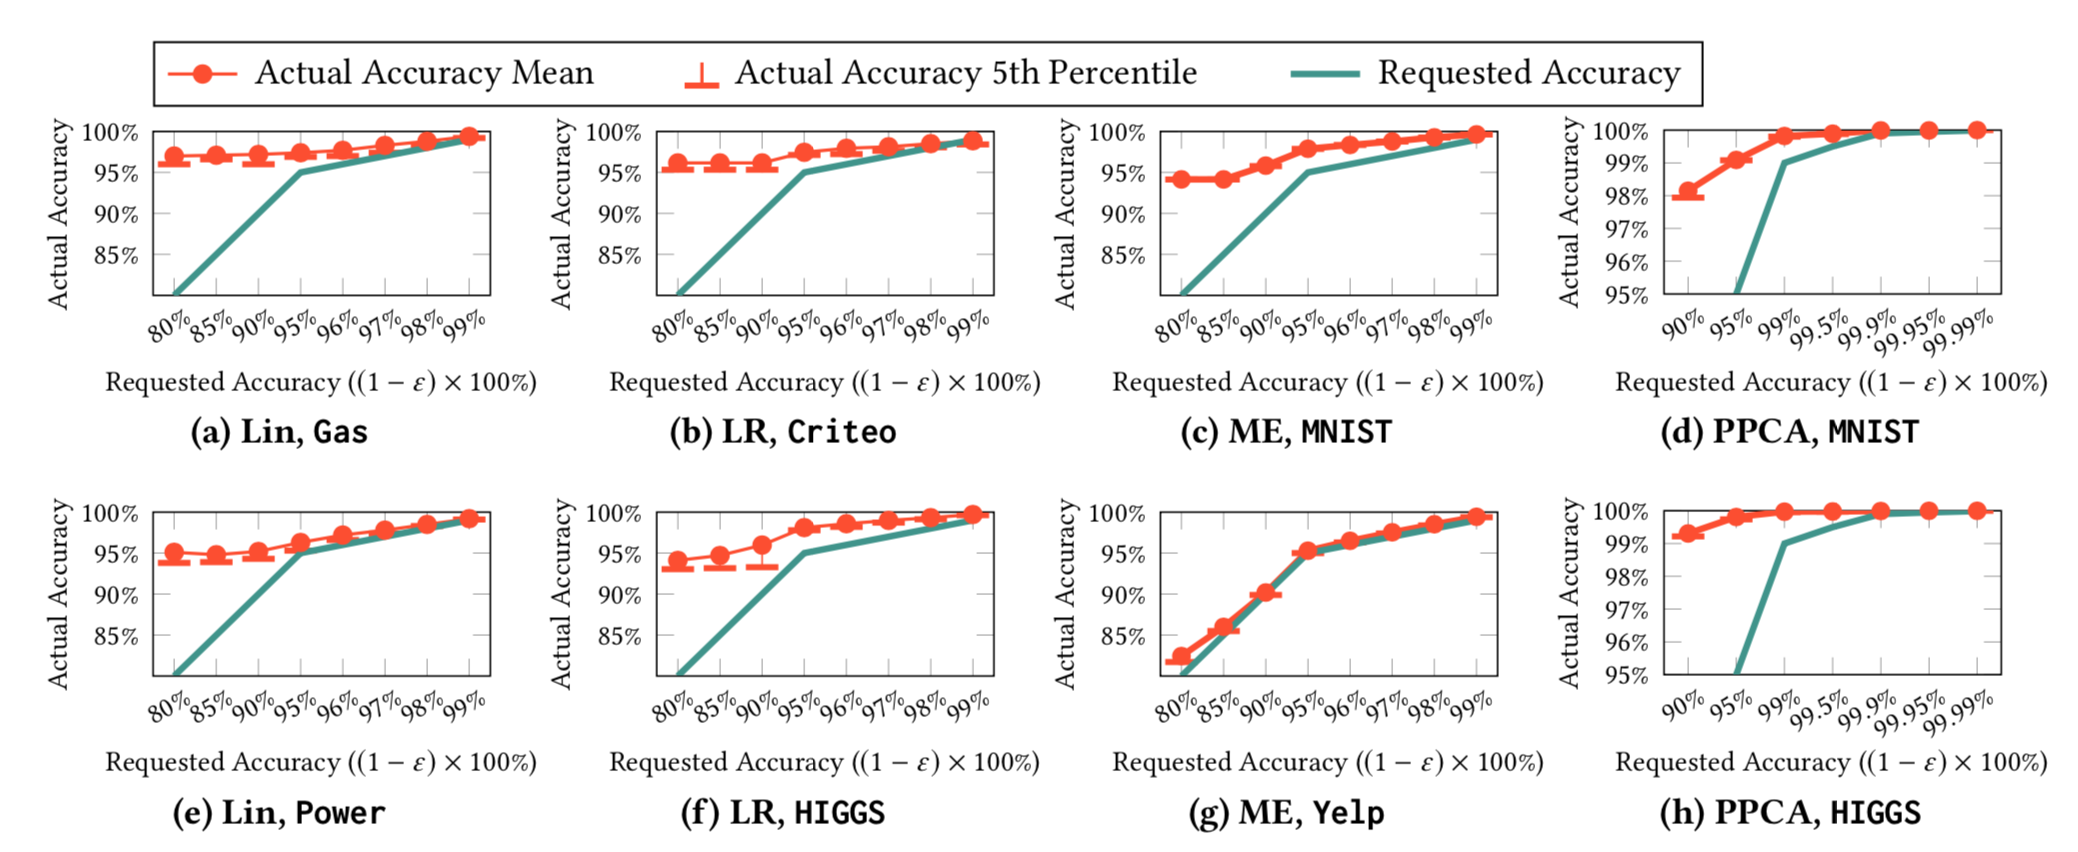 Actual Accuracy Mean Actual Accuracy 5th Percentile Requested Accuracy
Actual Accuracy
100%
95%
90%
85%
80% 85% 90% 95% 96% 97% 98% 99%
Requested Accuracy ((1 − ε) × 100%)
(a) Lin, Gas
Actual Accuracy
100%
95%
90%
85%
80% 85% 90% 95% 96% 97% 98% 99%
Requested Accuracy ((1 − ε) × 100%)
(b) LR, Criteo
Actual Accuracy
100%
95%
90%
85%
80% 85% 90% 95% 96% 97% 98% 99%
Requested Accuracy ((1 − ε) × 100%)
(c) ME, MNIST
Actual Accuracy
100%
99%
98%
97%
96%
95%
90% 95% 99% 99.5% 99.9% 99.95% 99.99%
Requested Accuracy ((1 − ε) × 100%)
(d) PPCA, MNIST
Actual Accuracy
100%
95%
90%
85%
80% 85% 90% 95% 96% 97% 98% 99%
Requested Accuracy ((1 − ε) × 100%)
(e) Lin, Power
Actual Accuracy
100%
95%
90%
85%
80% 85% 90% 95% 96% 97% 98% 99%
Requested Accuracy ((1 − ε) × 100%)
(f) LR, HIGGS
Actual Accuracy
100%
95%
90%
85%
80% 85% 90% 95% 96% 97% 98% 99%
Requested Accuracy ((1 − ε) × 100%)
(g) ME, Yelp
Actual Accuracy
100%
99%
98%
97%
96%
95%
90% 95% 99% 99.5% 99.9% 99.95% 99.99%
Requested Accuracy ((1 − ε) × 100%)
(h) PPCA, HIGGS